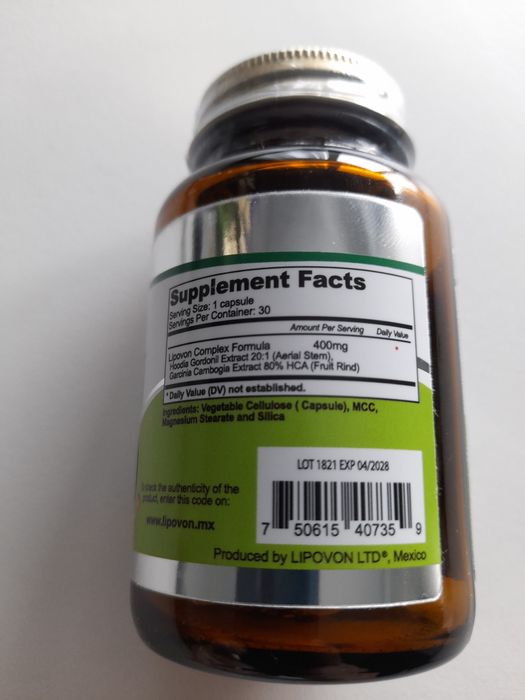 Supplement Facts
Serving Size: 1 capsule
Servings Per Container: 30
Amount Per Serving Daily Value
Lipovon Complex Formula 400mg *
Hoodia Gordonii Extract 20:1 (Aerial Stem),
Garcinia Cambogia Extract 80% HCA (Fruit Rind)
* Daily Value (DV) not established.
Ingredients: Vegetable Cellulose ( Capsule), MCC,
Magnesium Stearate and Silica
LOT 1821 EXP 04/2028
To check the authenticity of the
product, enter this code on:
www.lipovon.mx
7 50615 40735 9
Produced by LIPOVON LTD®, Mexico